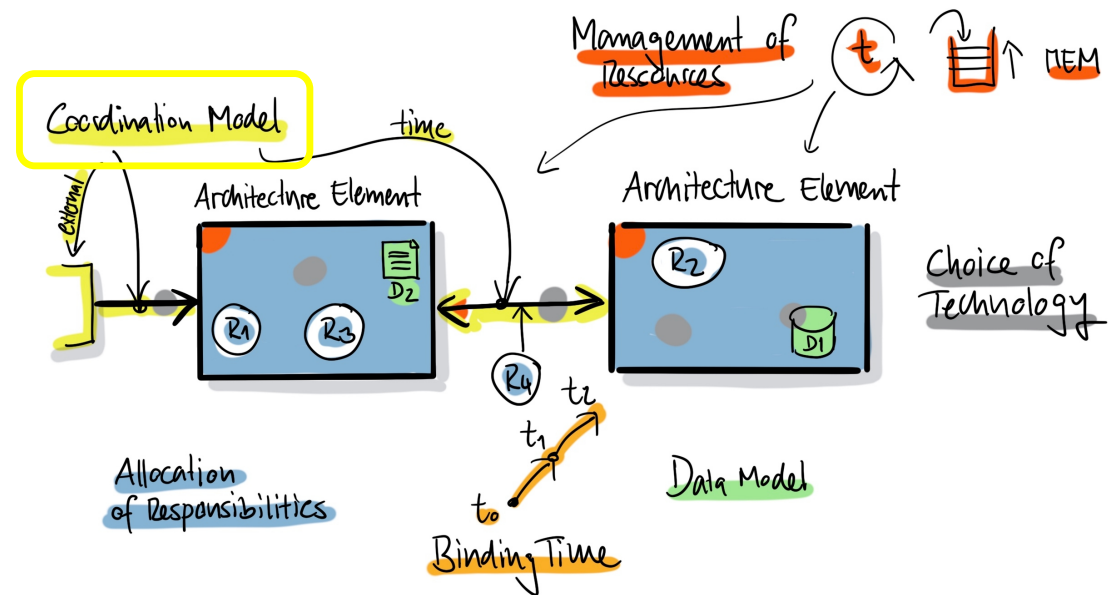 Management of
Ressources
t
MEM
Coordination Model
time
external
Architecture Element
Architecture Element
D2
R1
R3
R2
D1
R4
Choice of
Technology
t2
t1
t0
Allocation
of Responsibilities
Data Model
Binding Time